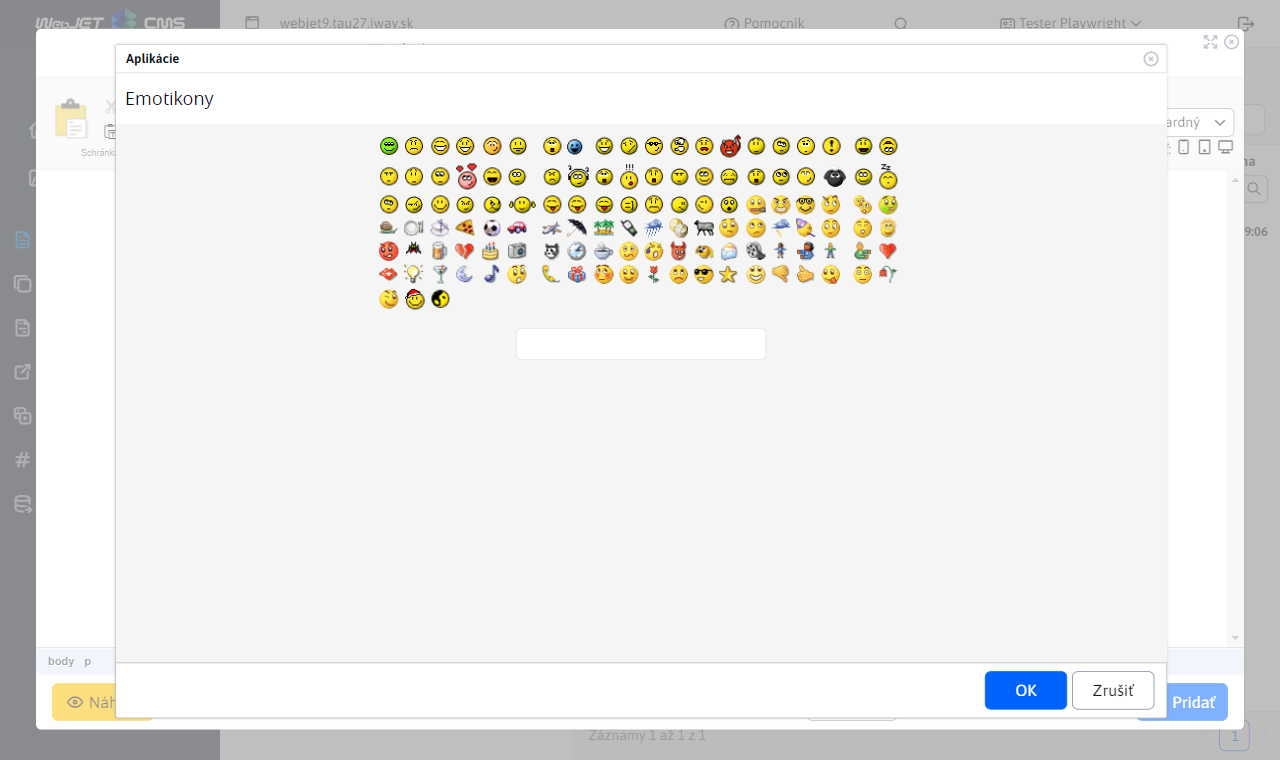 WebJET CMS
webjet9.tau27.iway.sk
Pomocník
Tester Playwright
Aplikácie
Emotikony
Schránka
ardný
9:06
body p
OK
Zrušiť
Náh
Pridať
Záznamy 1 až 1 z 1
1